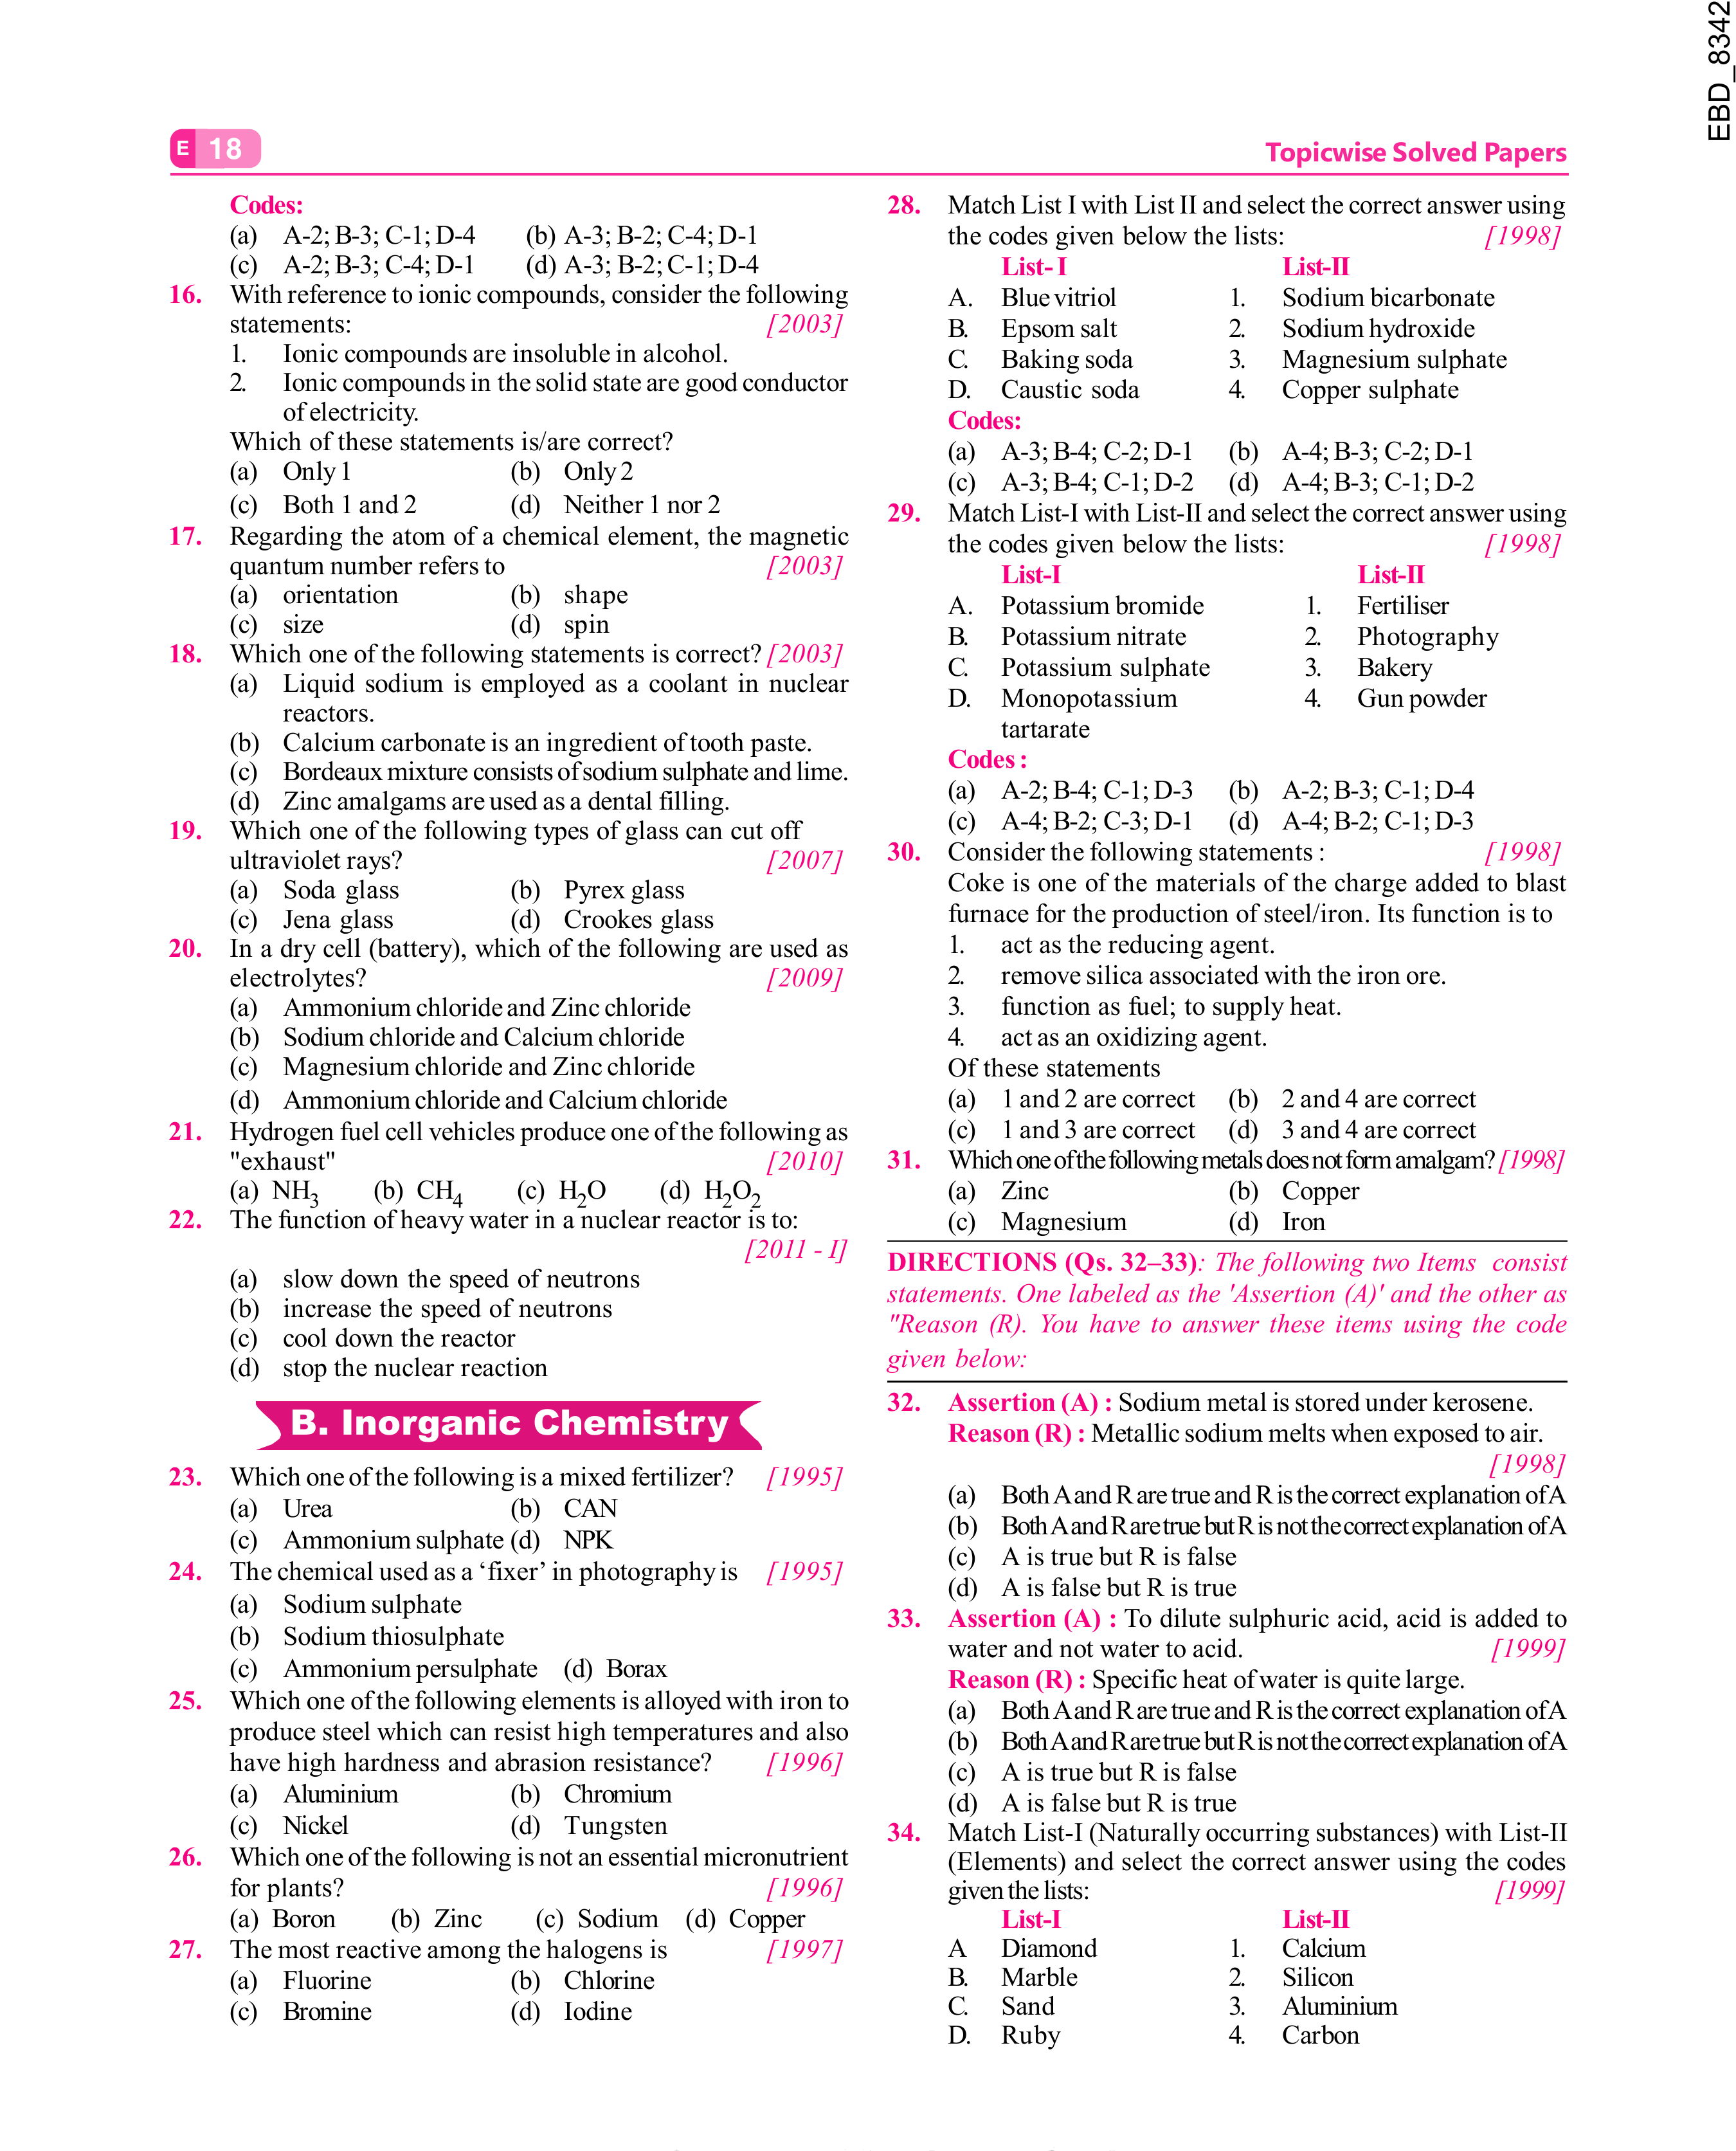 EBD_8342
E 18
Topicwise Solved Papers
Codes:
(a) A-2; B-3; C-1; D-4 (b) A-3; B-2; C-4; D-1
(c) A-2; B-3; C-4; D-1 (d) A-3; B-2; C-1; D-4
16. With reference to ionic compounds, consider the following
statements: [2003]
1. Ionic compounds are insoluble in alcohol.
2. Ionic compounds in the solid state are good conductor
of electricity.
Which of these statements is/are correct?
(a) Only 1 (b) Only 2
(c) Both 1 and 2 (d) Neither 1 nor 2
17. Regarding the atom of a chemical element, the magnetic
quantum number refers to [2003]
(a) orientation (b) shape
(c) size (d) spin
18. Which one of the following statements is correct? [2003]
(a) Liquid sodium is employed as a coolant in nuclear
reactors.
(b) Calcium carbonate is an ingredient of tooth paste.
(c) Bordeaux mixture consists of sodium sulphate and lime.
(d) Zinc amalgams are used as a dental filling.
19. Which one of the following types of glass can cut off
ultraviolet rays? [2007]
(a) Soda glass (b) Pyrex glass
(c) Jena glass (d) Crookes glass
20. In a dry cell (battery), which of the following are used as
electrolytes? [2009]
(a) Ammonium chloride and Zinc chloride
(b) Sodium chloride and Calcium chloride
(c) Magnesium chloride and Zinc chloride
(d) Ammonium chloride and Calcium chloride
21. Hydrogen fuel cell vehicles produce one of the following as
"exhaust" [2010]
(a) NH3 (b) CH4 (c) H2O (d) H2O2
22. The function of heavy water in a nuclear reactor is to:
[2011 - I]
(a) slow down the speed of neutrons
(b) increase the speed of neutrons
(c) cool down the reactor
(d) stop the nuclear reaction
B. Inorganic Chemistry
23. Which one of the following is a mixed fertilizer? [1995]
(a) Urea (b) CAN
(c) Ammonium sulphate (d) NPK
24. The chemical used as a ‘fixer’ in photography is [1995]
(a) Sodium sulphate
(b) Sodium thiosulphate
(c) Ammonium persulphate (d) Borax
25. Which one of the following elements is alloyed with iron to
produce steel which can resist high temperatures and also
have high hardness and abrasion resistance? [1996]
(a) Aluminium (b) Chromium
(c) Nickel (d) Tungsten
26. Which one of the following is not an essential micronutrient
for plants? [1996]
(a) Boron (b) Zinc (c) Sodium (d) Copper
27. The most reactive among the halogens is [1997]
(a) Fluorine (b) Chlorine
(c) Bromine (d) Iodine
28. Match List I with List II and select the correct answer using
the codes given below the lists: [1998]
List- I List-II
A. Blue vitriol 1. Sodium bicarbonate
B. Epsom salt 2. Sodium hydroxide
C. Baking soda 3. Magnesium sulphate
D. Caustic soda 4. Copper sulphate
Codes:
(a) A-3; B-4; C-2; D-1 (b) A-4; B-3; C-2; D-1
(c) A-3; B-4; C-1; D-2 (d) A-4; B-3; C-1; D-2
29. Match List-I with List-II and select the correct answer using
the codes given below the lists: [1998]
List-I List-II
A. Potassium bromide 1. Fertiliser
B. Potassium nitrate 2. Photography
C. Potassium sulphate 3. Bakery
D. Monopotassium 4. Gun powder
tartarate
Codes :
(a) A-2; B-4; C-1; D-3 (b) A-2; B-3; C-1; D-4
(c) A-4; B-2; C-3; D-1 (d) A-4; B-2; C-1; D-3
30. Consider the following statements : [1998]
Coke is one of the materials of the charge added to blast
furnace for the production of steel/iron. Its function is to
1. act as the reducing agent.
2. remove silica associated with the iron ore.
3. function as fuel; to supply heat.
4. act as an oxidizing agent.
Of these statements
(a) 1 and 2 are correct (b) 2 and 4 are correct
(c) 1 and 3 are correct (d) 3 and 4 are correct
31. Which one of the following metals does not form amalgam? [1998]
(a) Zinc (b) Copper
(c) Magnesium (d) Iron
DIRECTIONS (Qs. 32–33): The following two Items consist
statements. One labeled as the 'Assertion (A)' and the other as
"Reason (R). You have to answer these items using the code
given below:
32. Assertion (A) : Sodium metal is stored under kerosene.
Reason (R) : Metallic sodium melts when exposed to air.
[1998]
(a) Both A and R are true and R is the correct explanation of A
(b) Both A and R are true but R is not the correct explanation of A
(c) A is true but R is false
(d) A is false but R is true
33. Assertion (A) : To dilute sulphuric acid, acid is added to
water and not water to acid. [1999]
Reason (R) : Specific heat of water is quite large.
(a) Both A and R are true and R is the correct explanation of A
(b) Both A and R are true but R is not the correct explanation of A
(c) A is true but R is false
(d) A is false but R is true
34. Match List-I (Naturally occurring substances) with List-II
(Elements) and select the correct answer using the codes
given the lists: [1999]
List-I List-II
A Diamond 1. Calcium
B. Marble 2. Silicon
C. Sand 3. Aluminium
D. Ruby 4. Carbon